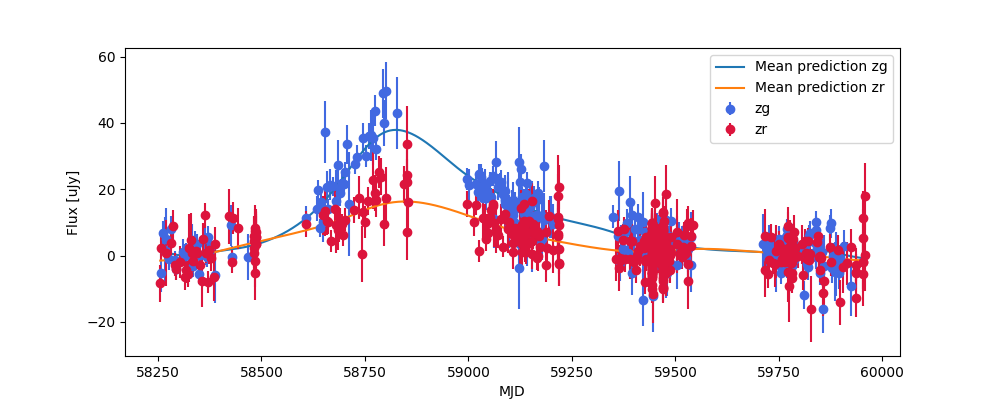 60
40
20
0
−20
Flux [uJy]
58250 58500 58750 59000 59250 59500 59750 60000
MJD
Mean prediction zg
Mean prediction zr
zg
zr